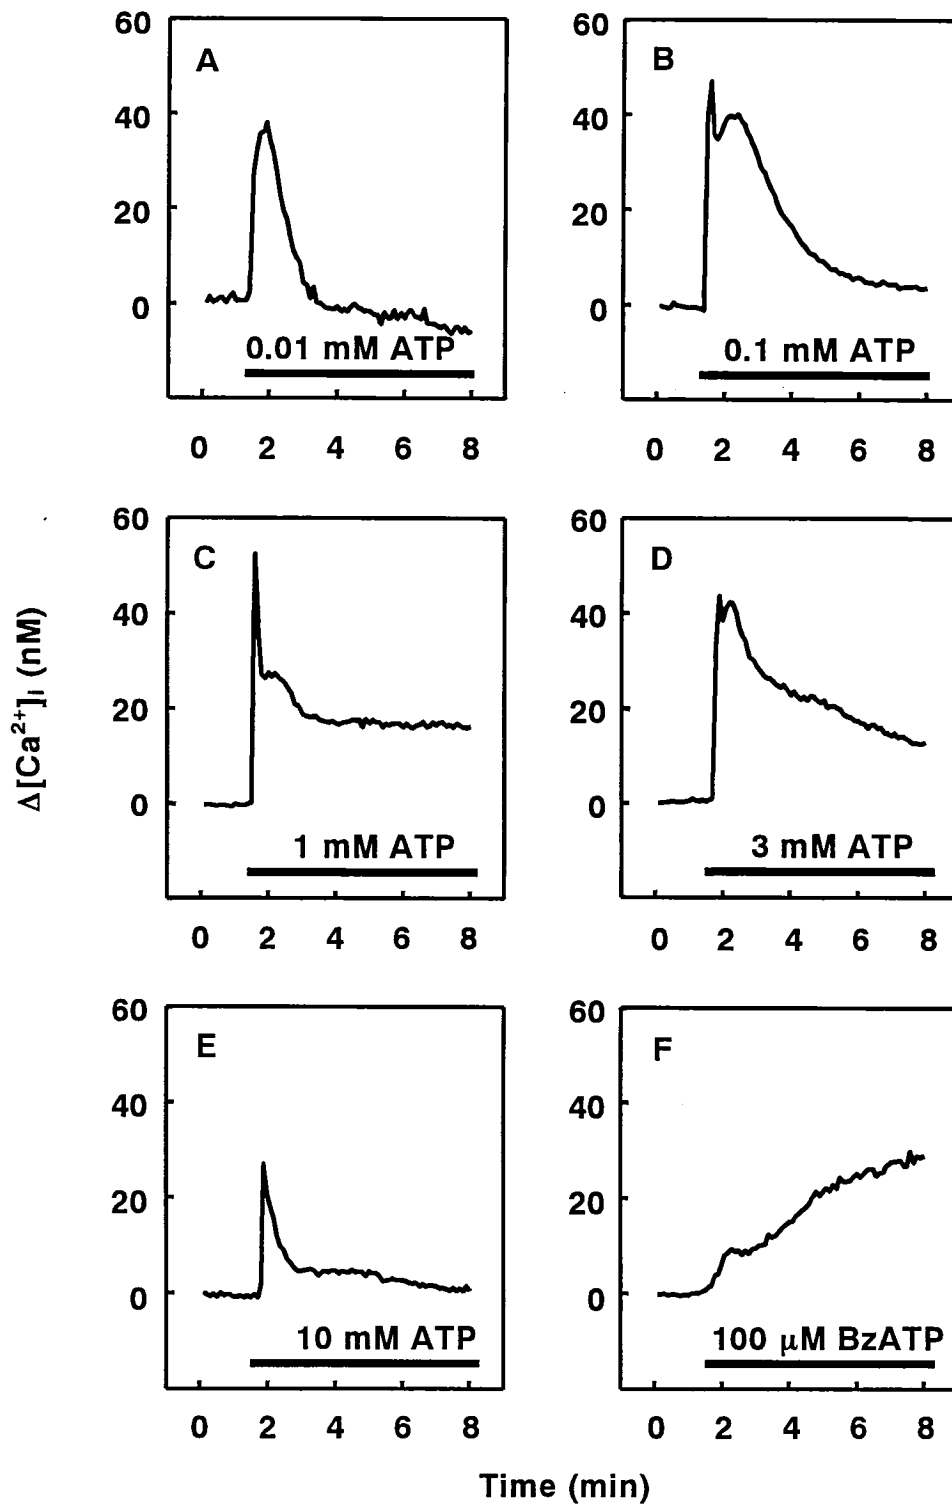 60
40
20
0
A
0.01 mM ATP
0 2 4 6 8
60
40
20
0
B
0.1 mM ATP
0 2 4 6 8
60
40
20
0
C
1 mM ATP
0 2 4 6 8
60
40
20
0
D
3 mM ATP
0 2 4 6 8
60
40
20
0
E
10 mM ATP
0 2 4 6 8
60
40
20
0
F
100 μM BzATP
0 2 4 6 8
Δ[Ca²⁺]ᵢ (nM)
Time (min)